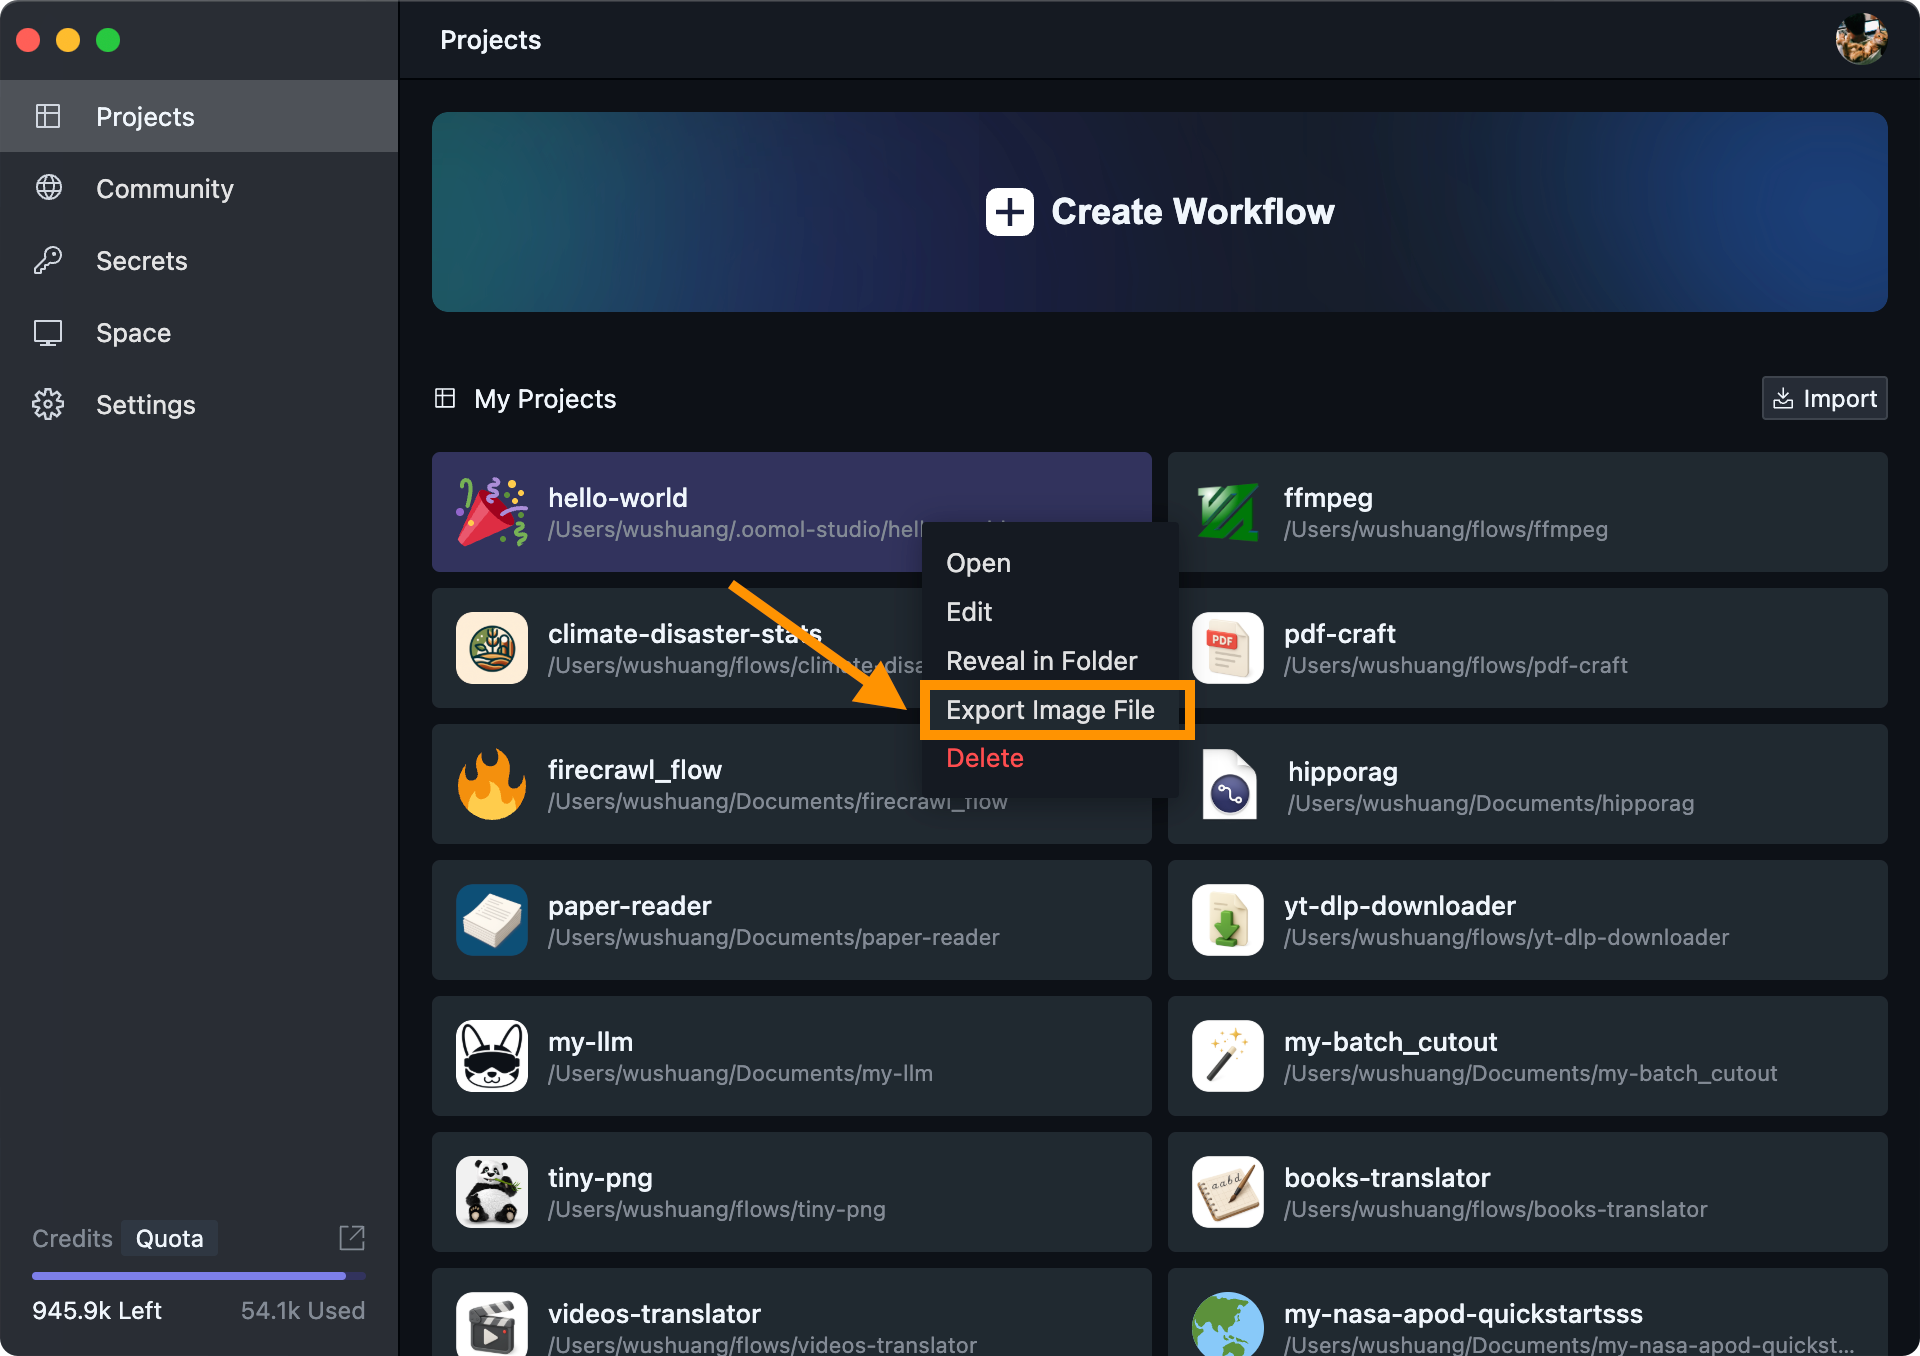 Projects
Projects
Community
Secrets
Space
Settings
Create Workflow
My Projects
Import
hello-world
/Users/wushuang/.oomol-studio/hell
ffmpeg
/Users/wushuang/flows/ffmpeg
Open
Edit
Reveal in Folder
Export Image File
Delete
climate-disaster-stats
/Users/wushuang/flows/climate-disa
pdf-craft
/Users/wushuang/flows/pdf-craft
PDF
firecrawl_flow
/Users/wushuang/Documents/firecrawl_flow
hipporag
/Users/wushuang/Documents/hipporag
paper-reader
/Users/wushuang/Documents/paper-reader
yt-dlp-downloader
/Users/wushuang/flows/yt-dlp-downloader
my-llm
/Users/wushuang/Documents/my-llm
my-batch_cutout
/Users/wushuang/Documents/my-batch_cutout
tiny-png
/Users/wushuang/flows/tiny-png
aabd
books-translator
/Users/wushuang/flows/books-translator
videos-translator
/Users/wushuang/flows/videos-translator
my-nasa-apod-quickstartsss
/Users/wushuang/Documents/my-nasa-apod-quickst...
Credits Quota
945.9k Left 54.1k Used